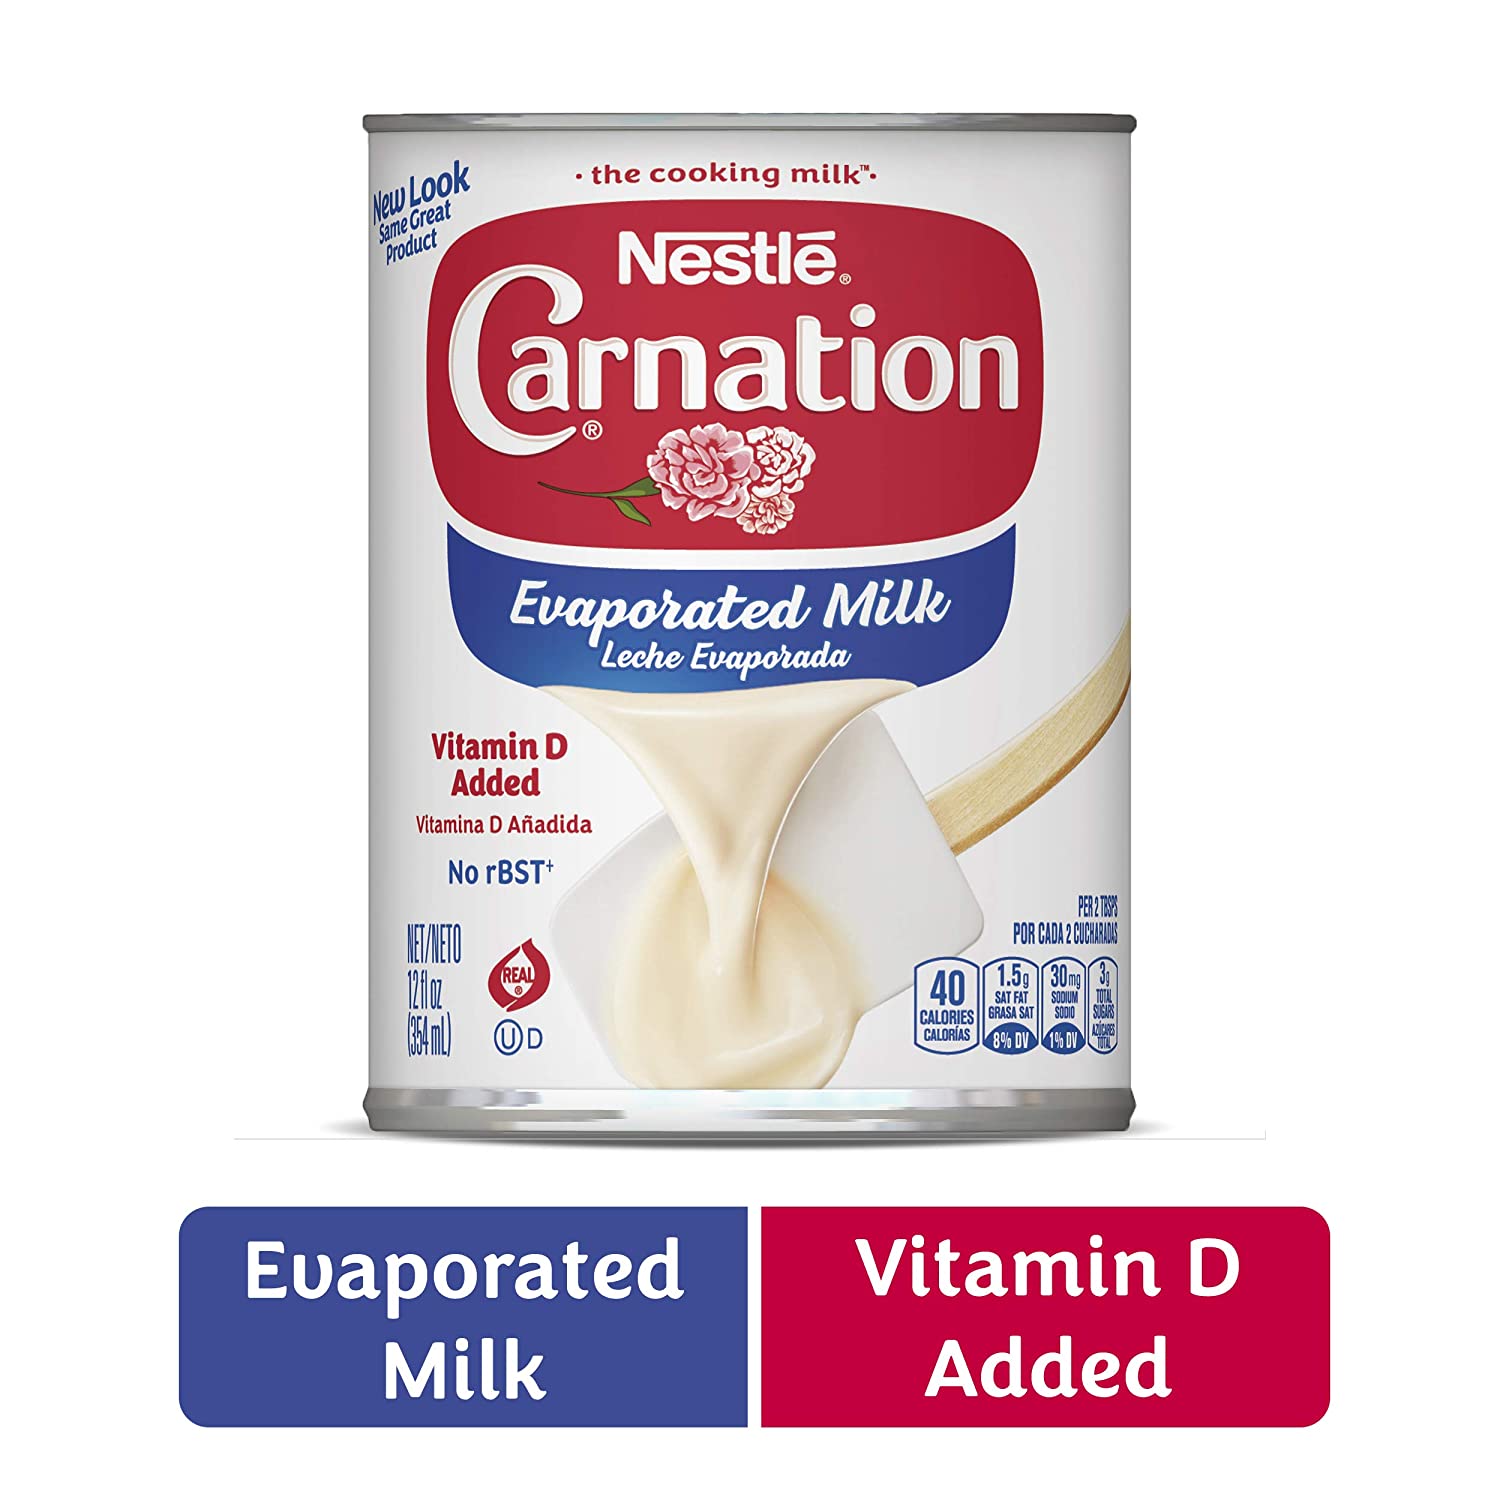 · the cooking milk™·
New Look
Same Great
Product
Nestlé®
Carnation®
Evaporated Milk
Leche Evaporada
Vitamin D
Added
Vitamina D Añadida
No rBST+
NET/NETO
12 fl oz
(354 mL)
REAL®
U D
PER 2 TBSPS
POR CADA 2 CUCHARADAS
40
CALORIES
CALORÍAS
1.5g
SAT FAT
GRASA SAT
8% DV
30mg
SODIUM
SODIO
1% DV
3g
TOTAL
SUGARS
AZÚCARES
TOTAL
Evaporated
Milk
Vitamin D
Added